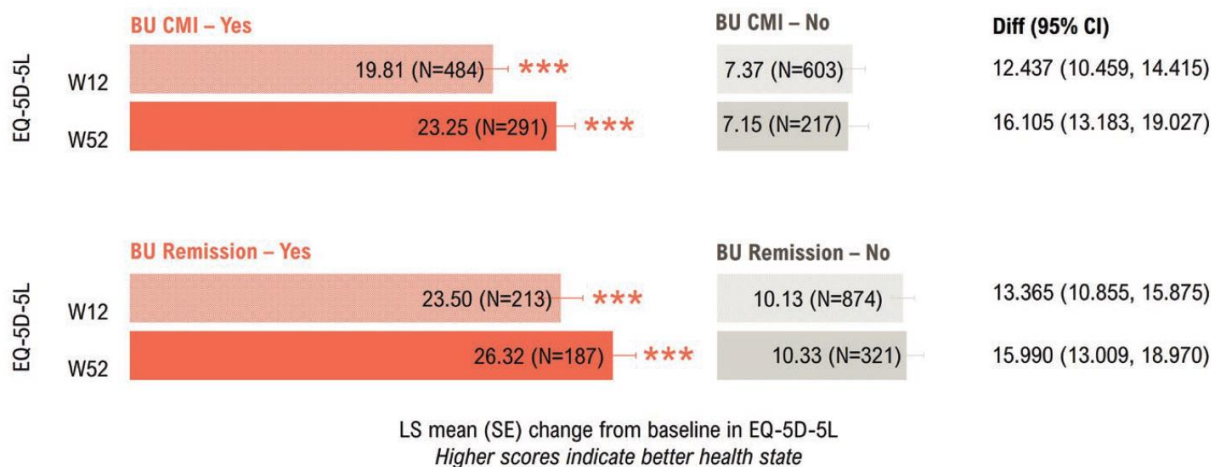 BU CMI – Yes BU CMI – No Diff (95% CI)
EQ-5D-5L
W12 19.81 (N=484) *** 7.37 (N=603) 12.437 (10.459, 14.415)
W52 23.25 (N=291) *** 7.15 (N=217) 16.105 (13.183, 19.027)
BU Remission – Yes BU Remission – No
EQ-5D-5L
W12 23.50 (N=213) *** 10.13 (N=874) 13.365 (10.855, 15.875)
W52 26.32 (N=187) *** 10.33 (N=321) 15.990 (13.009, 18.970)
LS mean (SE) change from baseline in EQ-5D-5L
Higher scores indicate better health state